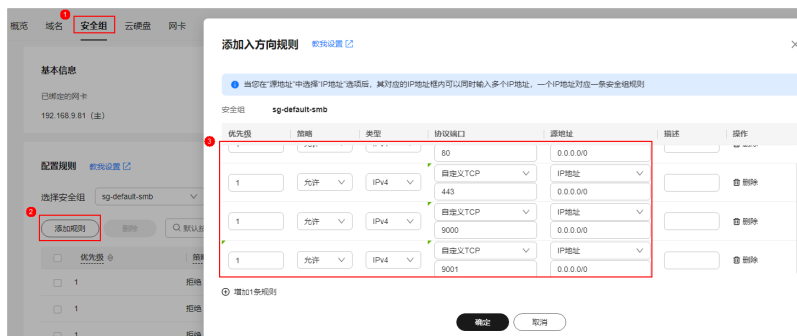 概览 域名 安全组 云硬盘 网卡
1
基本信息
已绑定的网卡
192.168.9.81（主）
配置规则 教我设置
选择安全组 sg-default-smb
2
添加规则 删除
优先级
1 拒绝
1 拒绝
1
添加入方向规则 教我设置
当您在“源地址”中选择“IP地址”选项后，其对应的IP地址框内可以同时输入多个IP地址，一个IP地址对应一条安全组规则
安全组 sg-default-smb
优先级 策略 类型 协议端口 源地址 描述 操作
3
80 0.0.0.0/0
自定义TCP IP地址
1 允许 IPv4 删除
443 0.0.0.0/0
自定义TCP IP地址
1 允许 IPv4 删除
9000 0.0.0.0/0
自定义TCP IP地址
1 允许 IPv4 删除
9001 0.0.0.0/0
增加1条规则
确定 取消